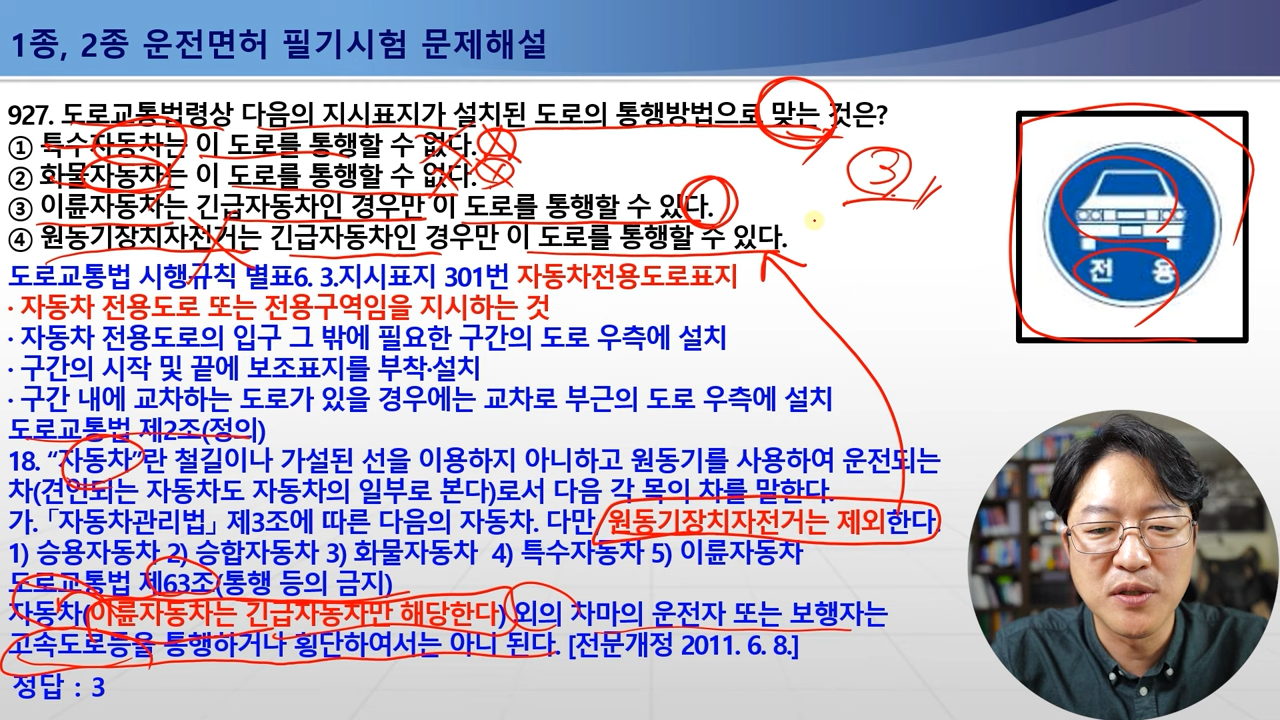 1종, 2종 운전면허 필기시험 문제해설
927. 도로교통법령상 다음의 지시표지가 설치된 도로의 통행방법으로 맞는 것은?
① 특수자동차는 이 도로를 통행할 수 없다.
② 화물자동차는 이 도로를 통행할 수 없다.
③ 이륜자동차는 긴급자동차인 경우만 이 도로를 통행할 수 있다.
④ 원동기장치자전거는 긴급자동차인 경우만 이 도로를 통행할 수 있다.
③
전 용
도로교통법 시행규칙 별표6. 3.지시표지 301번 자동차전용도로표지
· 자동차 전용도로 또는 전용구역임을 지시하는 것
· 자동차 전용도로의 입구 그 밖에 필요한 구간의 도로 우측에 설치
· 구간의 시작 및 끝에 보조표지를 부착·설치
· 구간 내에 교차하는 도로가 있을 경우에는 교차로 부근의 도로 우측에 설치
도로교통법 제2조(정의)
18. “자동차”란 철길이나 가설된 선을 이용하지 아니하고 원동기를 사용하여 운전되는
차(견인되는 자동차도 자동차의 일부로 본다)로서 다음 각 목의 차를 말한다.
가. 「자동차관리법」 제3조에 따른 다음의 자동차. 다만 원동기장치자전거는 제외한다.
1) 승용자동차 2) 승합자동차 3) 화물자동차 4) 특수자동차 5) 이륜자동차
도로교통법 제63조(통행 등의 금지)
자동차(이륜자동차는 긴급자동차만 해당한다) 외의 차마의 운전자 또는 보행자는
고속도로등을 통행하거나 횡단하여서는 아니 된다. [전문개정 2011. 6. 8.]
정답 : 3